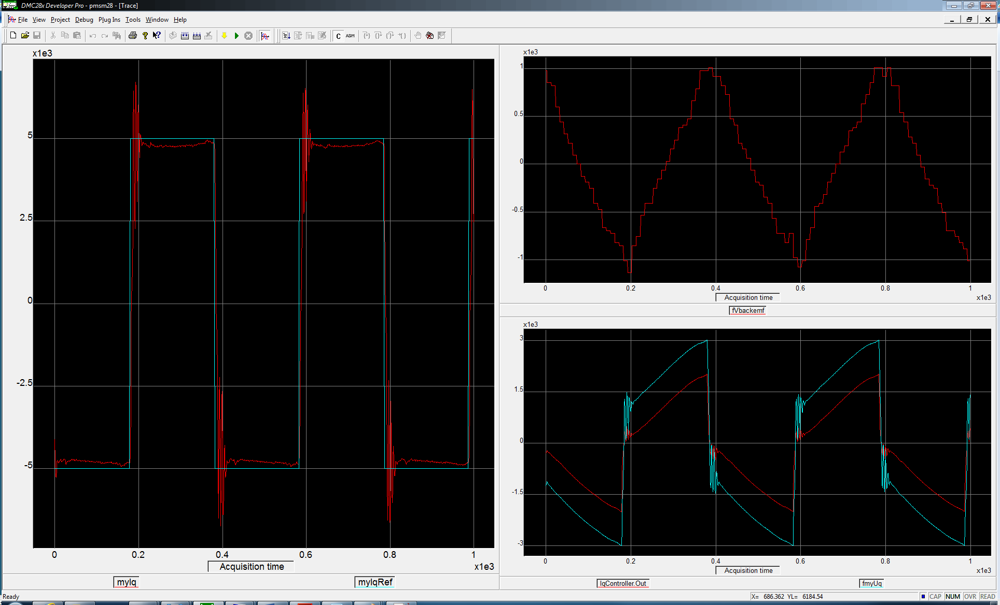 DMC28x Developer Pro - pmsm28 - [Trace]
File View Project Debug Plug Ins Tools Window Help
C ASM
x1e3
5
2.5
0
-2.5
-5
0 0.2 0.4 0.6 0.8 1
Acquisition time
x1e3
myIq myIqRef
x1e3
1
0.5
0
-0.5
-1
0 0.2 0.4 0.6 0.8 1
Acquisition time
x1e3
fVbackemf
x1e3
3
1.5
0
-1.5
-3
0 0.2 0.4 0.6 0.8 1
Acquisition time
x1e3
IqController.Out fmyUq
Ready
X= 686.362 YL= 6184.54
CAP NUM OVR READ